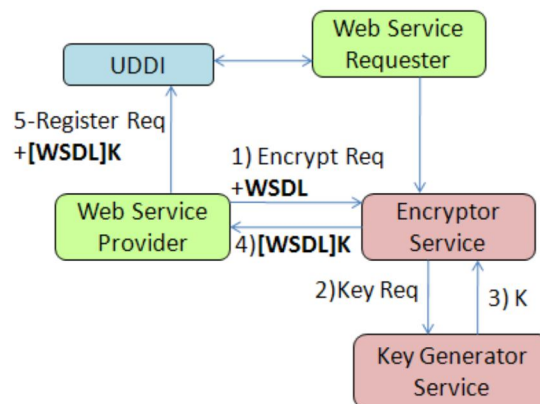 Web Service
Requester
UDDI
5-Register Req
+[WSDL]K
1) Encrypt Req
+WSDL
Web Service
Provider
Encryptor
Service
4)[WSDL]K
2)Key Req
3) K
Key Generator
Service